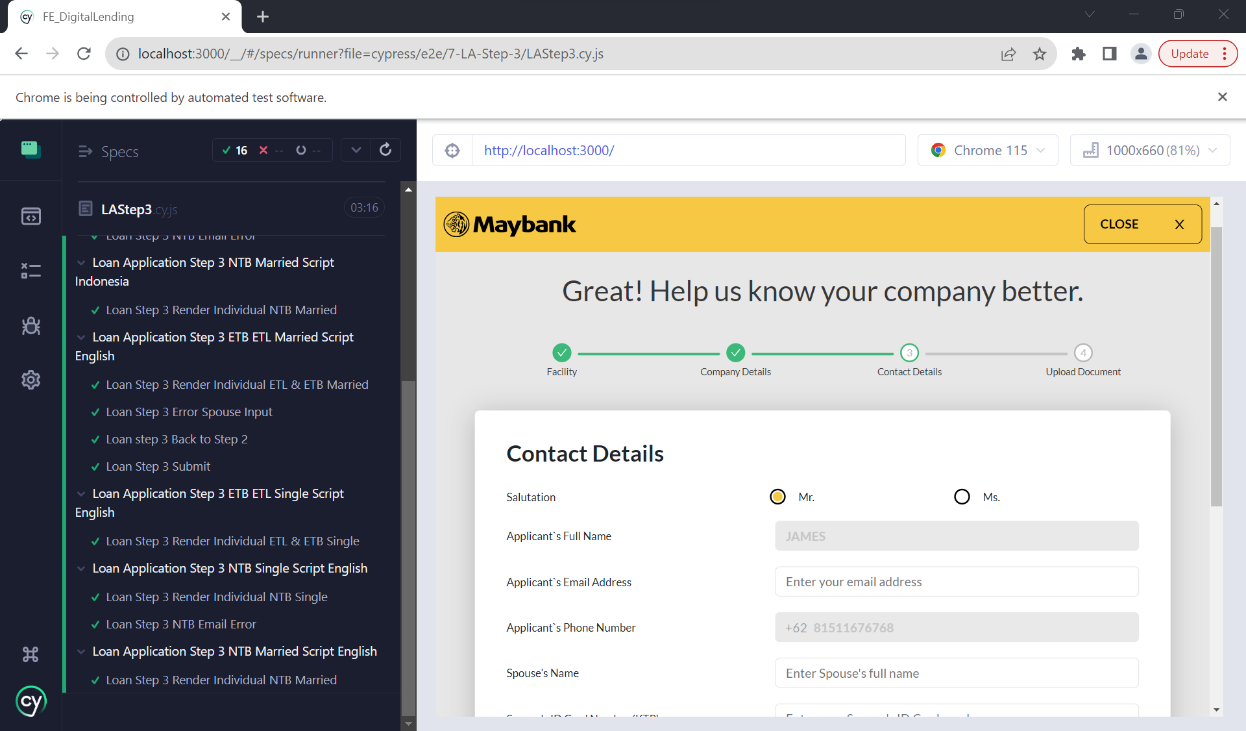 FE_DigitalLending
localhost:3000/__/#/specs/runner?file=cypress/e2e/7-LA-Step-3/LAStep3.cy.js
Update
Chrome is being controlled by automated test software.
Specs
16 -- --
LAStep3.cy.js 03:16
Loan Step 3 NTB Email Error
Loan Application Step 3 NTB Married Script
Indonesia
Loan Step 3 Render Individual NTB Married
Loan Application Step 3 ETB ETL Married Script
English
Loan Step 3 Render Individual ETL & ETB Married
Loan Step 3 Error Spouse Input
Loan step 3 Back to Step 2
Loan Step 3 Submit
Loan Application Step 3 ETB ETL Single Script
English
Loan Step 3 Render Individual ETL & ETB Single
Loan Application Step 3 NTB Single Script English
Loan Step 3 Render Individual NTB Single
Loan Step 3 NTB Email Error
Loan Application Step 3 NTB Married Script English
Loan Step 3 Render Individual NTB Married
cy
http://localhost:3000/
Chrome 115
1000x660 (81%)
Maybank
CLOSE X
Great! Help us know your company better.
3 4
Facility Company Details Contact Details Upload Document
Contact Details
Salutation Mr. Ms.
Applicant`s Full Name JAMES
Applicant`s Email Address Enter your email address
Applicant`s Phone Number +62 81511676768
Spouse's Name Enter Spouse's full name